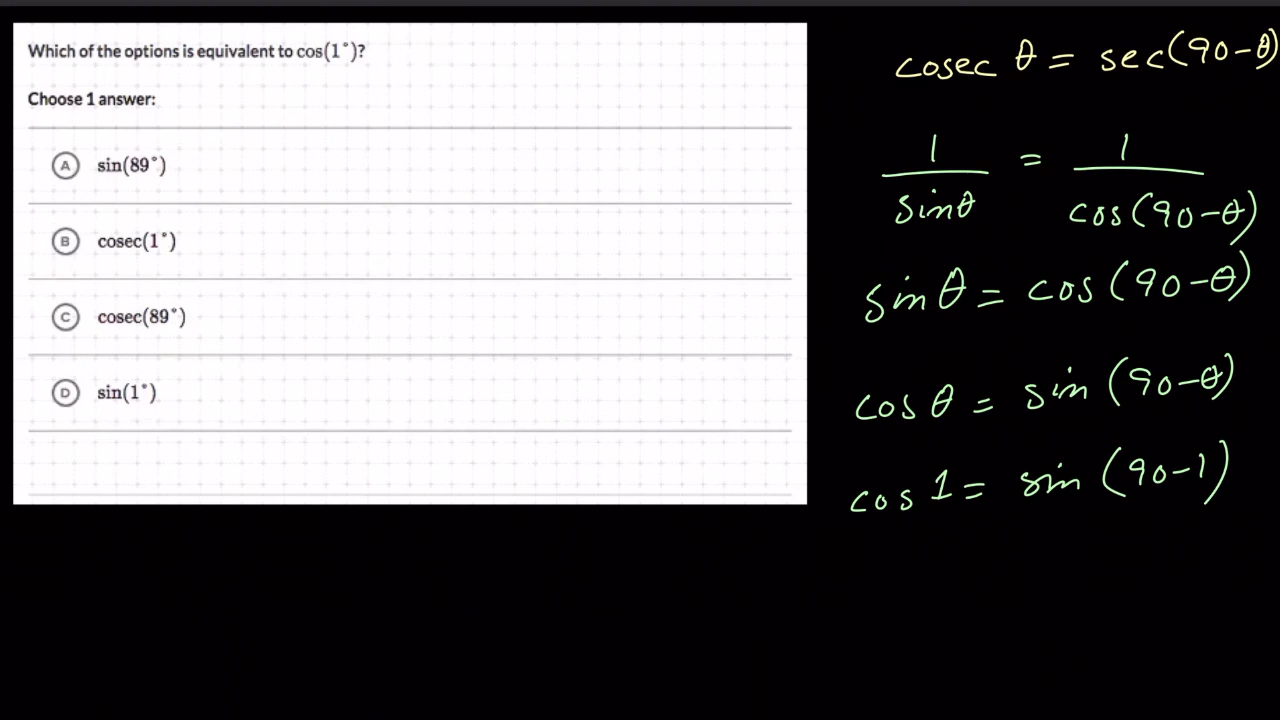 Which of the options is equivalent to cos(1°)?
Choose 1 answer:
A sin(89°)
B cosec(1°)
C cosec(89°)
D sin(1°)
cosec θ = sec(90-θ)
1/sinθ = 1/cos(90-θ)
sinθ = cos(90-θ)
cos θ = sin(90-θ)
cos 1 = sin(90-1)